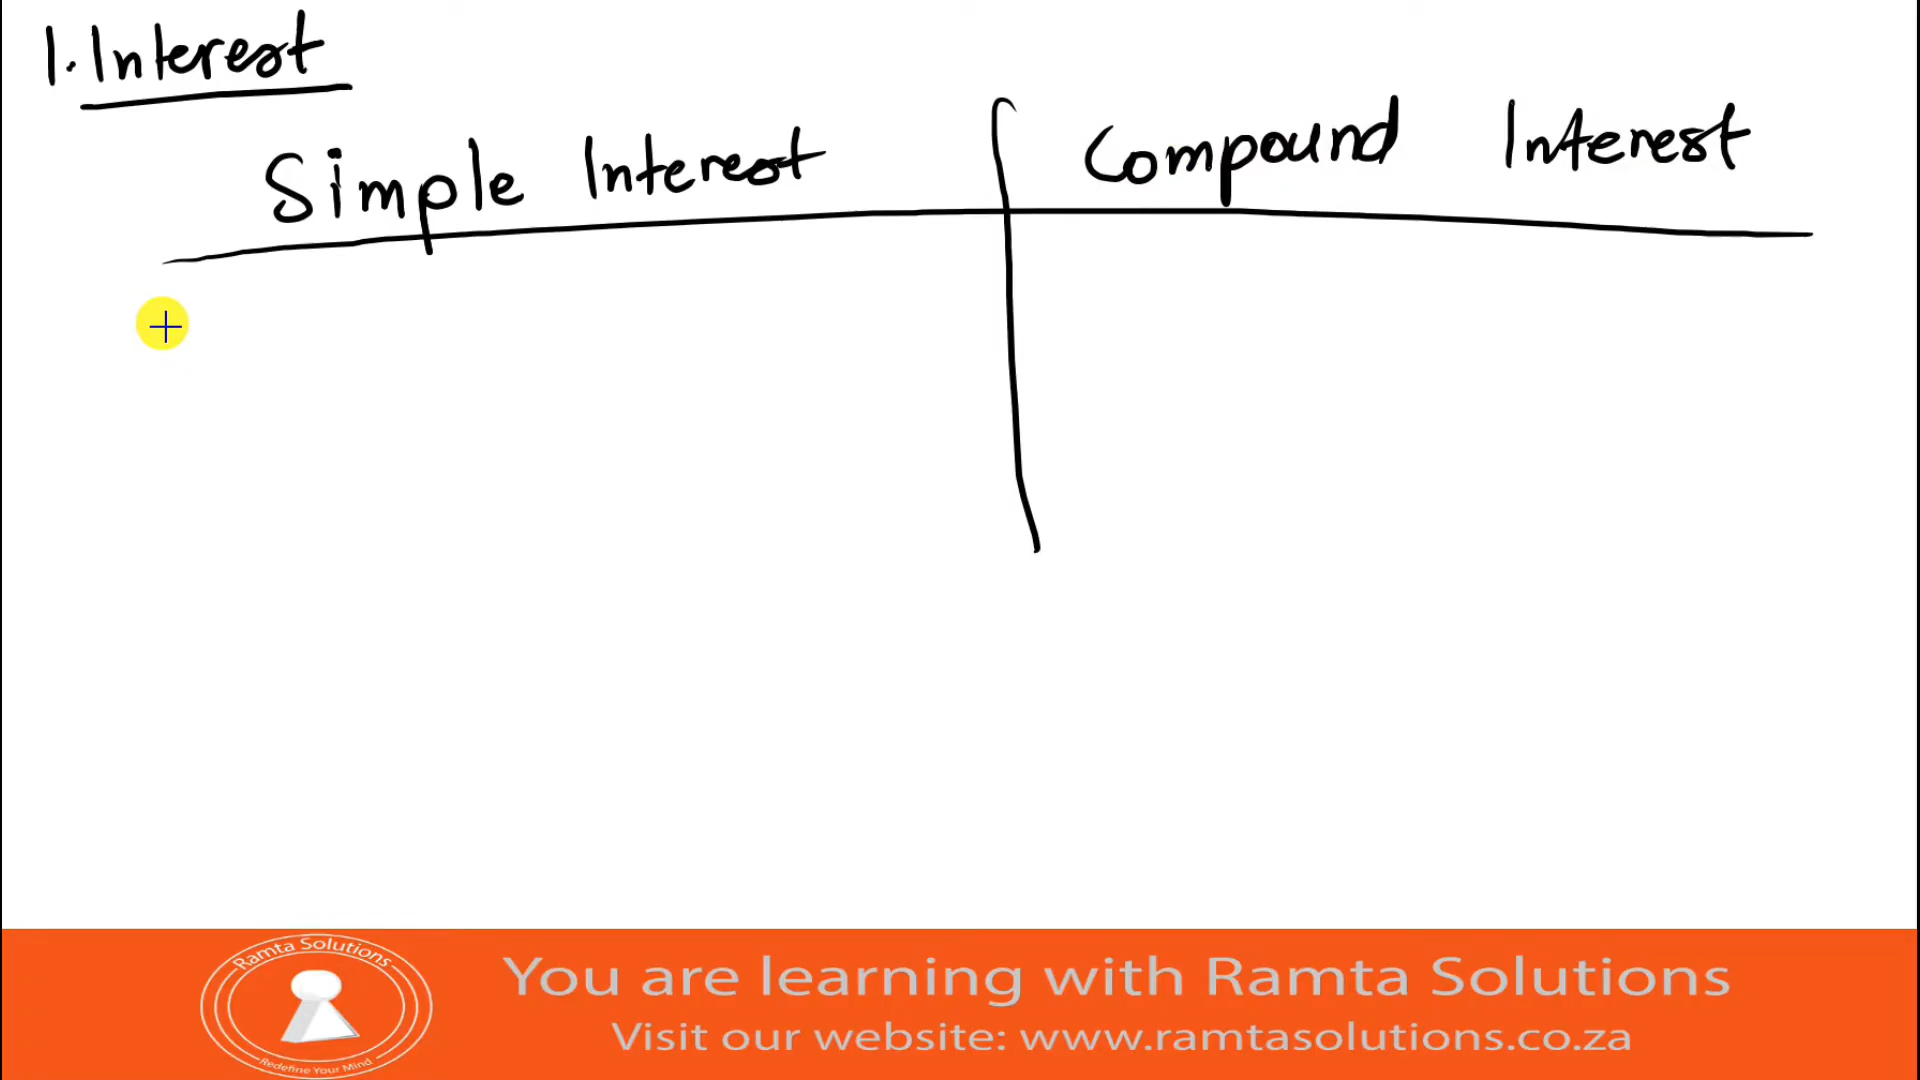 1. Interest
Simple Interest
Compound Interest
Ramta Solutions
Redefine Your Mind
You are learning with Ramta Solutions
Visit our website: www.ramtasolutions.co.za